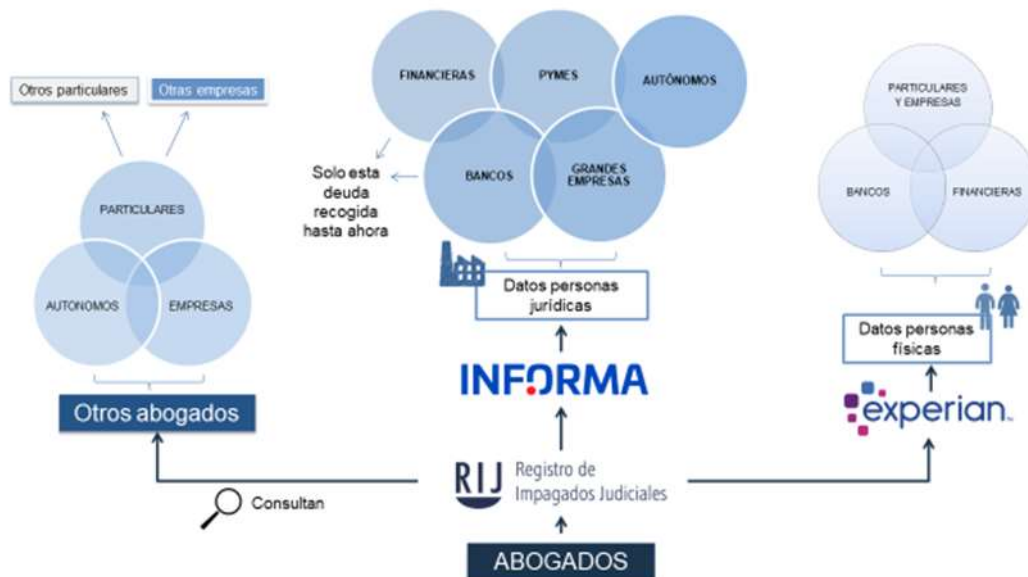 Otros particulares
Otras empresas
PARTICULARES
AUTONOMOS
EMPRESAS
Otros abogados
Consultan
FINANCIERAS
PYMES
AUTÓNOMOS
BANCOS
GRANDES
EMPRESAS
Solo esta
deuda
recogida
hasta ahora
Datos personas
jurídicas
INFORMA
RIJ
Registro de
Impagados Judiciales
ABOGADOS
PARTICULARES
Y EMPRESAS
BANCOS
FINANCIERAS
Datos personas
físicas
experian